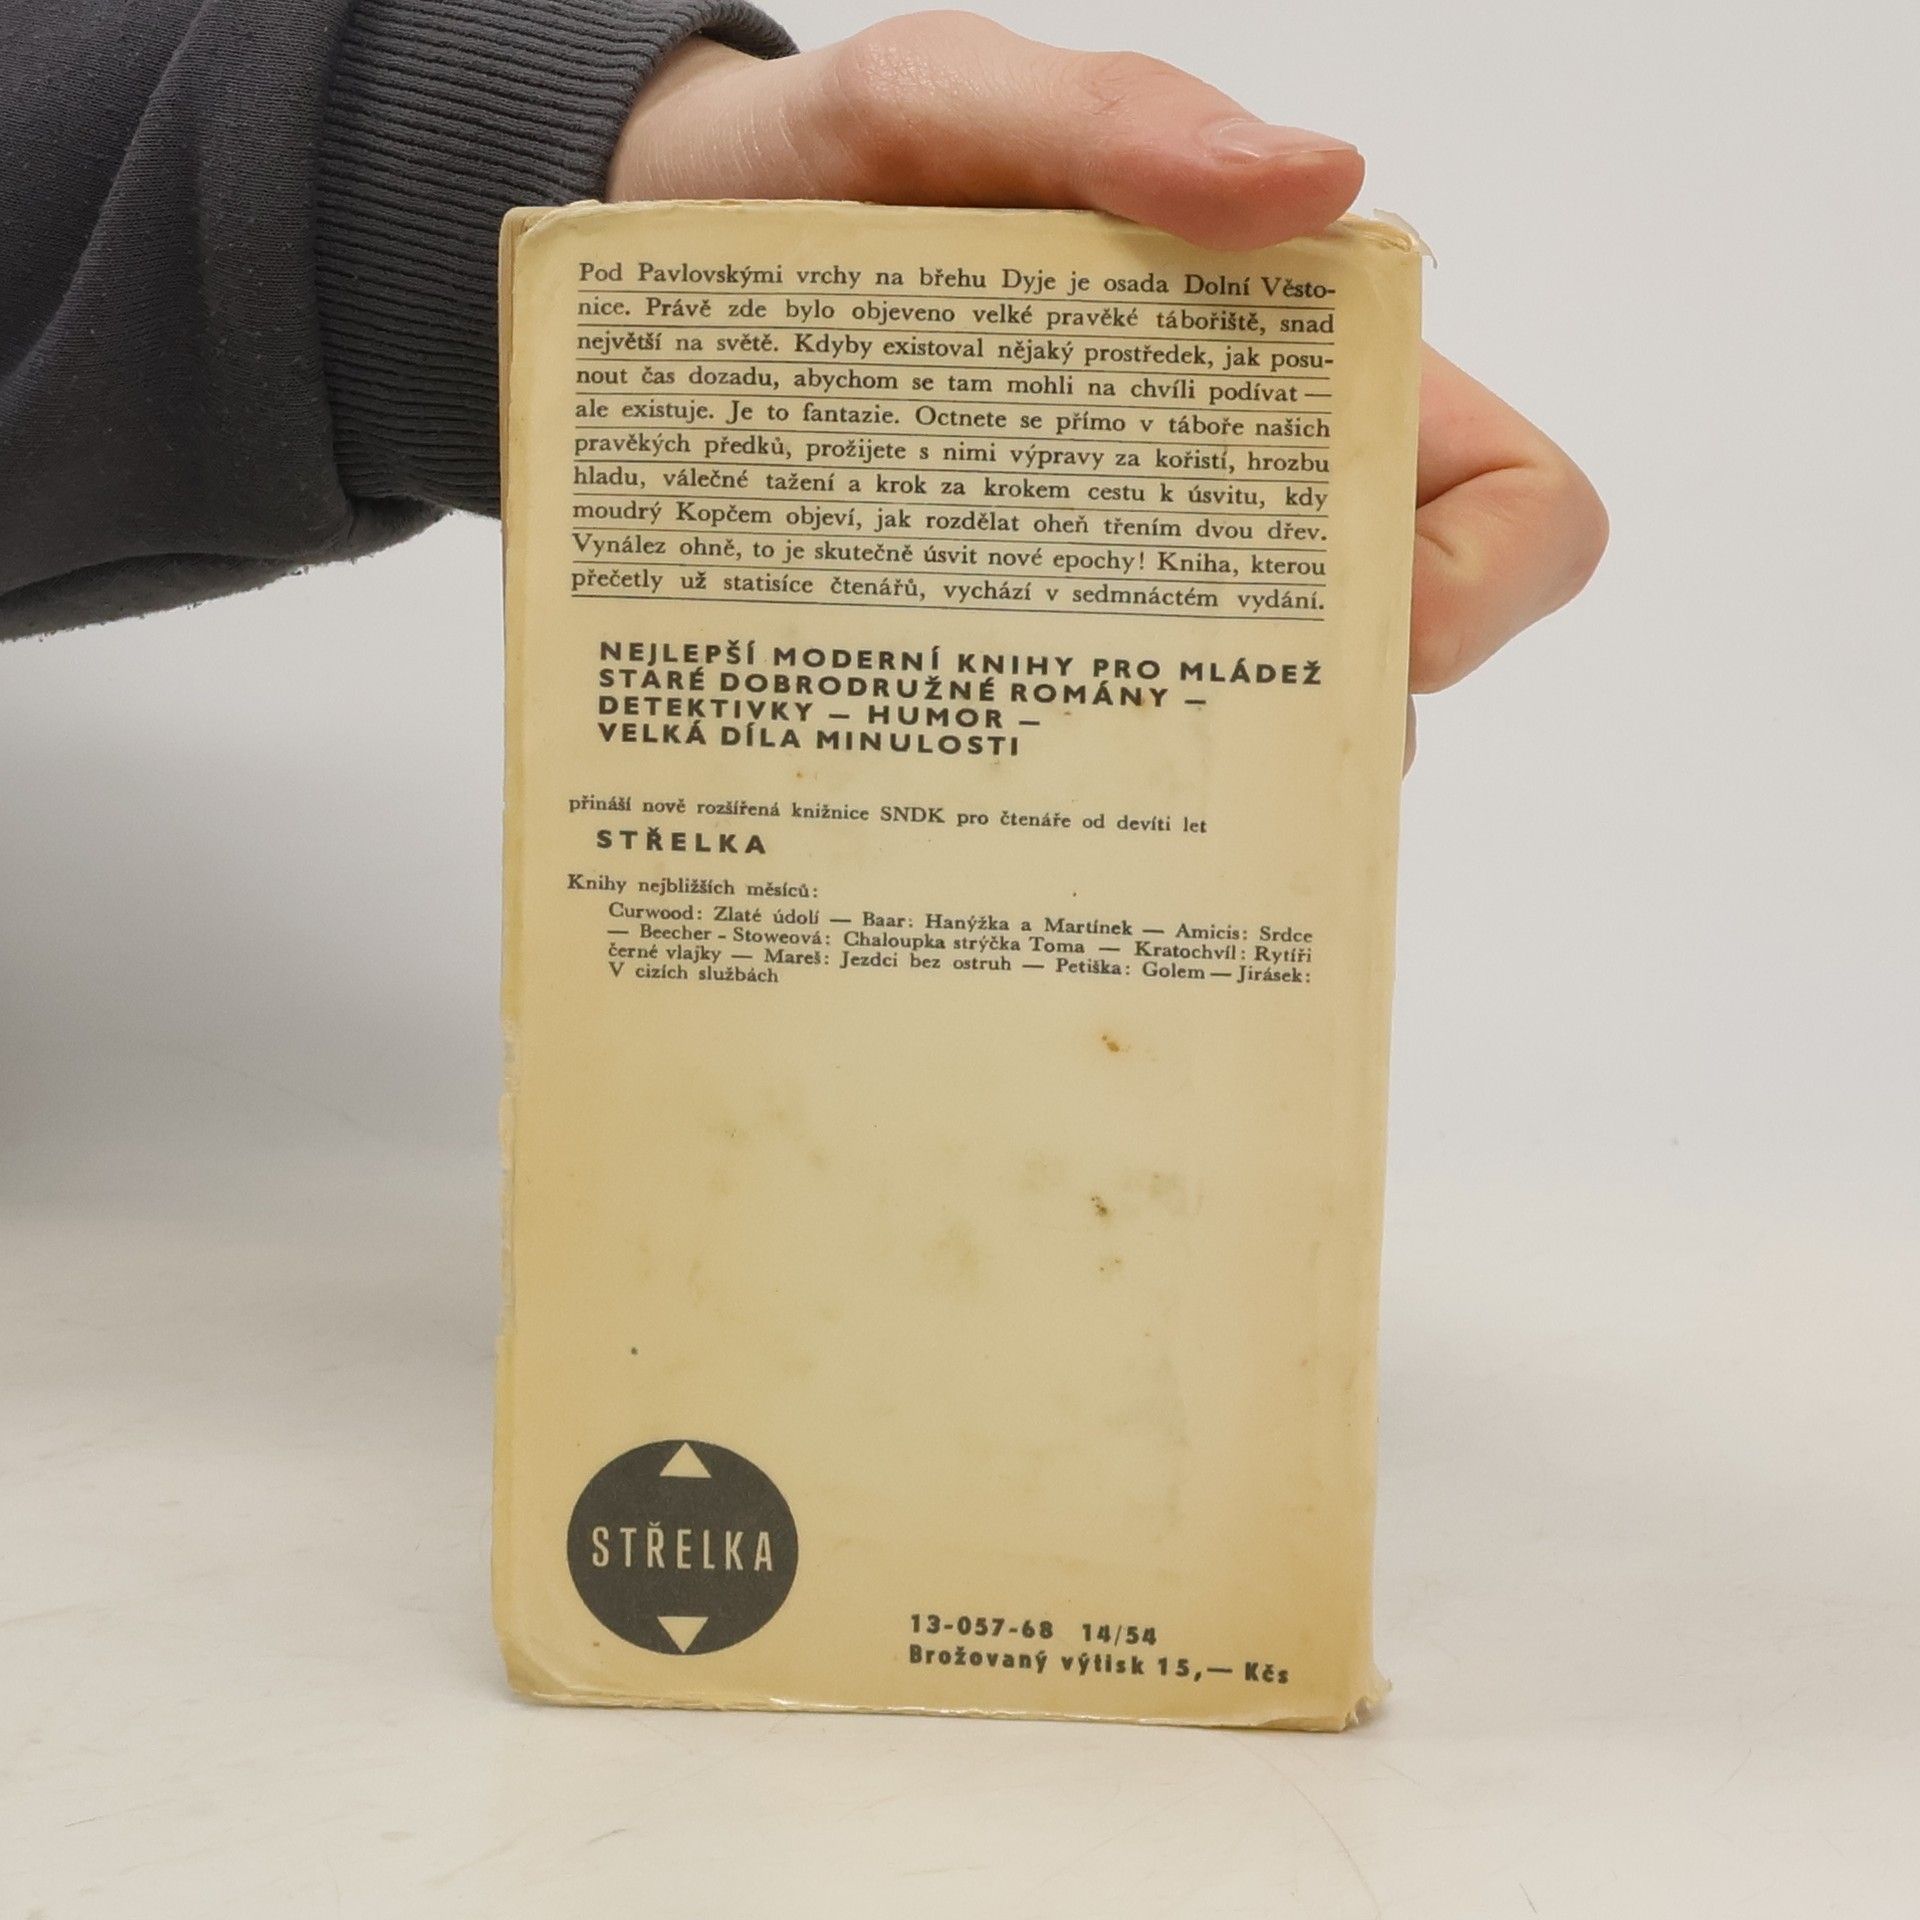 Pod Pavlovskými vrchy na břehu Dyje je osada Dolní Věsto-
nice. Právě zde bylo objeveno velké pravěké tábořiště, snad
největší na světě. Kdyby existoval nějaký prostředek, jak posu-
nout čas dozadu, abychom se tam mohli na chvíli podívat —
ale existuje. Je to fantazie. Octnete se přímo v táboře našich
pravěkých předků, prožijete s nimi výpravy za kořistí, hrozbu
hladu, válečné tažení a krok za krokem cestu k úsvitu, kdy
moudrý Kopčem objeví, jak rozdělat oheň třením dvou dřev.
Vynález ohně, to je skutečně úsvit nové epochy! Kniha, kterou
přečetly už statisíce čtenářů, vychází v sedmnáctém vydání.
NEJLEPŠÍ MODERNÍ KNIHY PRO MLÁDEŽ
STARÉ DOBRODRUŽNÉ ROMÁNY —
DETEKTIVKY — HUMOR —
VELKÁ DÍLA MINULOSTI
přináší nově rozšířená knižnice SNDK pro čtenáře od devíti let
STŘELKA
Knihy nejbližších měsíců:
Curwood: Zlaté údolí — Baar: Hanýžka a Martínek — Amicis: Srdce
— Beecher - Stoweová: Chaloupka strýčka Toma — Kratochvíl: Rytíři
černé vlajky — Mareš: Jezdci bez ostruh — Petiška: Golem — Jirásek:
V cizích službách
STŘELKA
13-057-68 14/54
Brožovaný výtisk 15,— Kčs